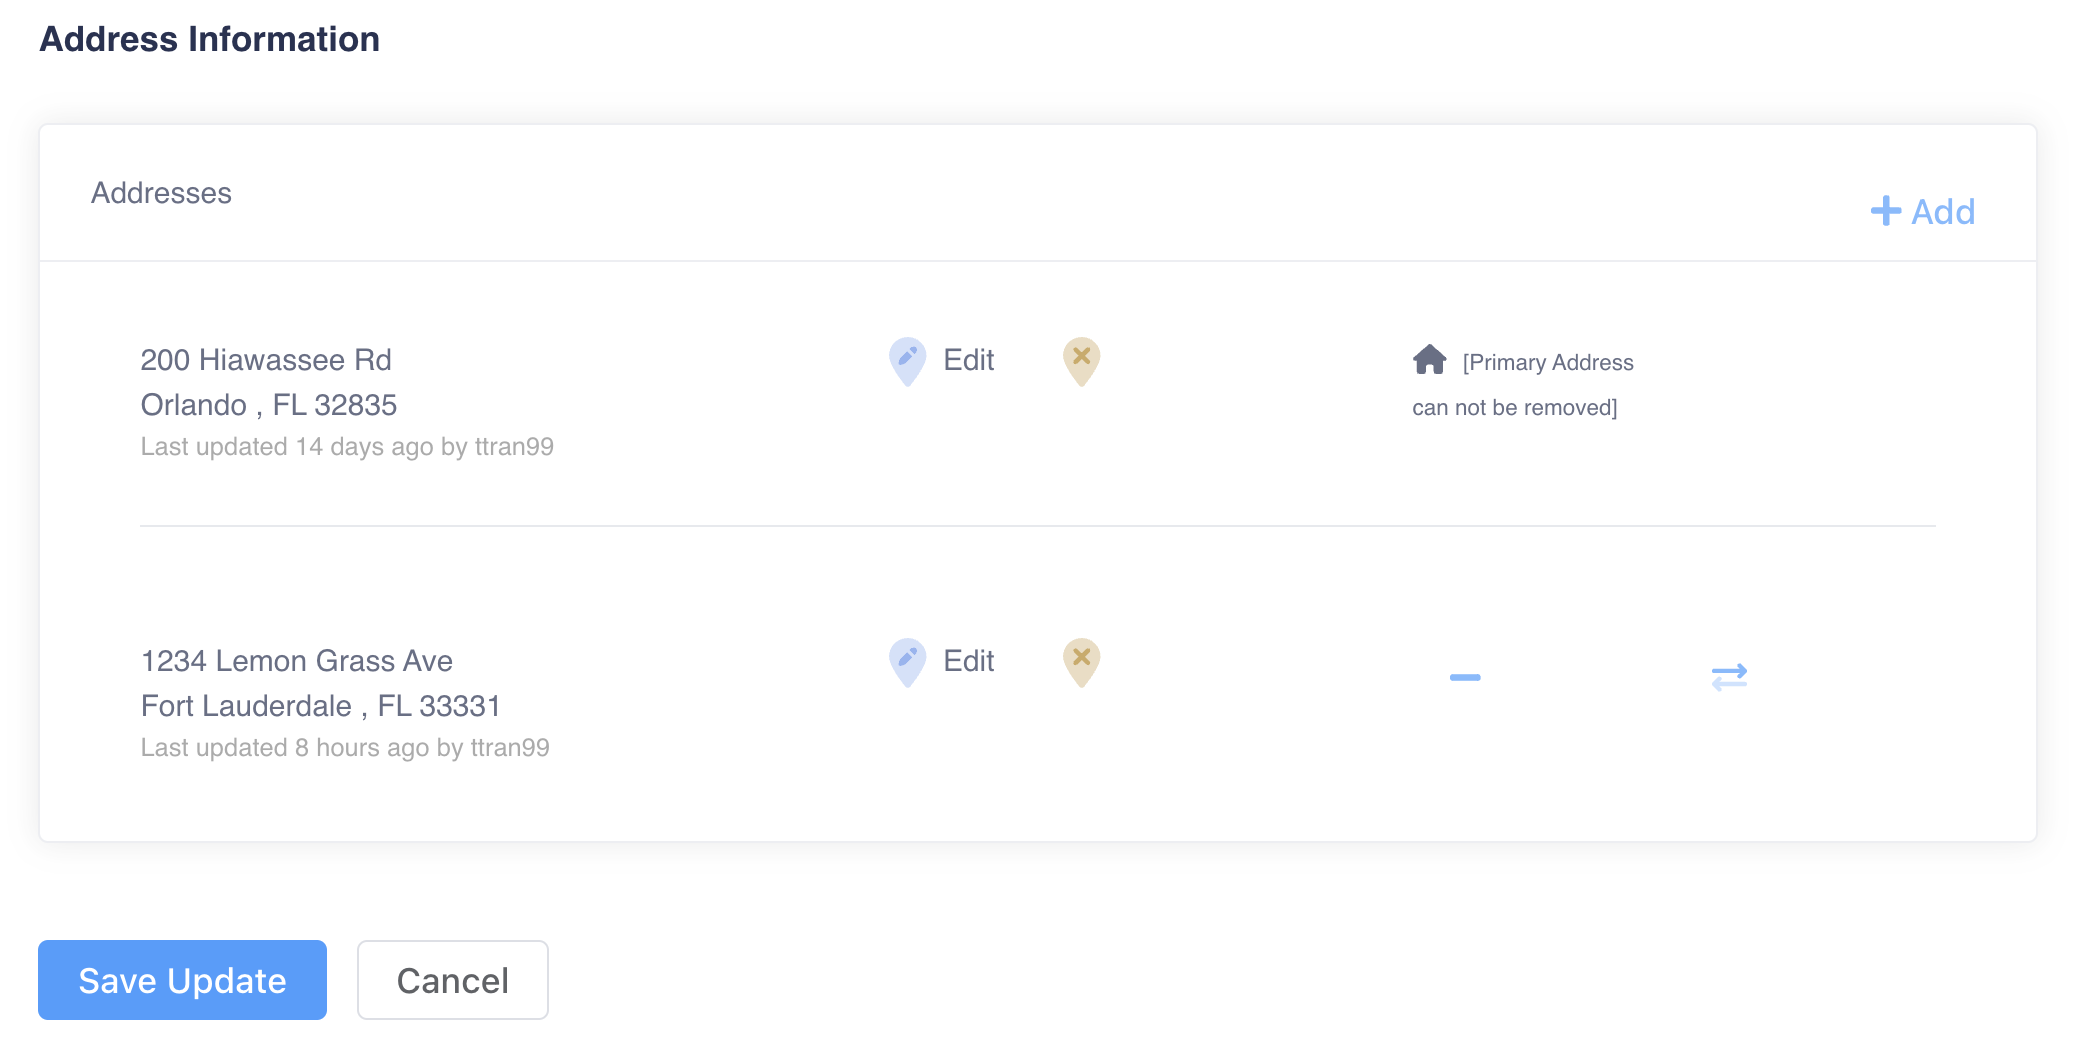 Address Information
Addresses
Add
200 Hiawassee Rd
Orlando , FL 32835
Last updated 14 days ago by ttran99
Edit
[Primary Address
can not be removed]
1234 Lemon Grass Ave
Fort Lauderdale , FL 33331
Last updated 8 hours ago by ttran99
Edit
Save Update
Cancel